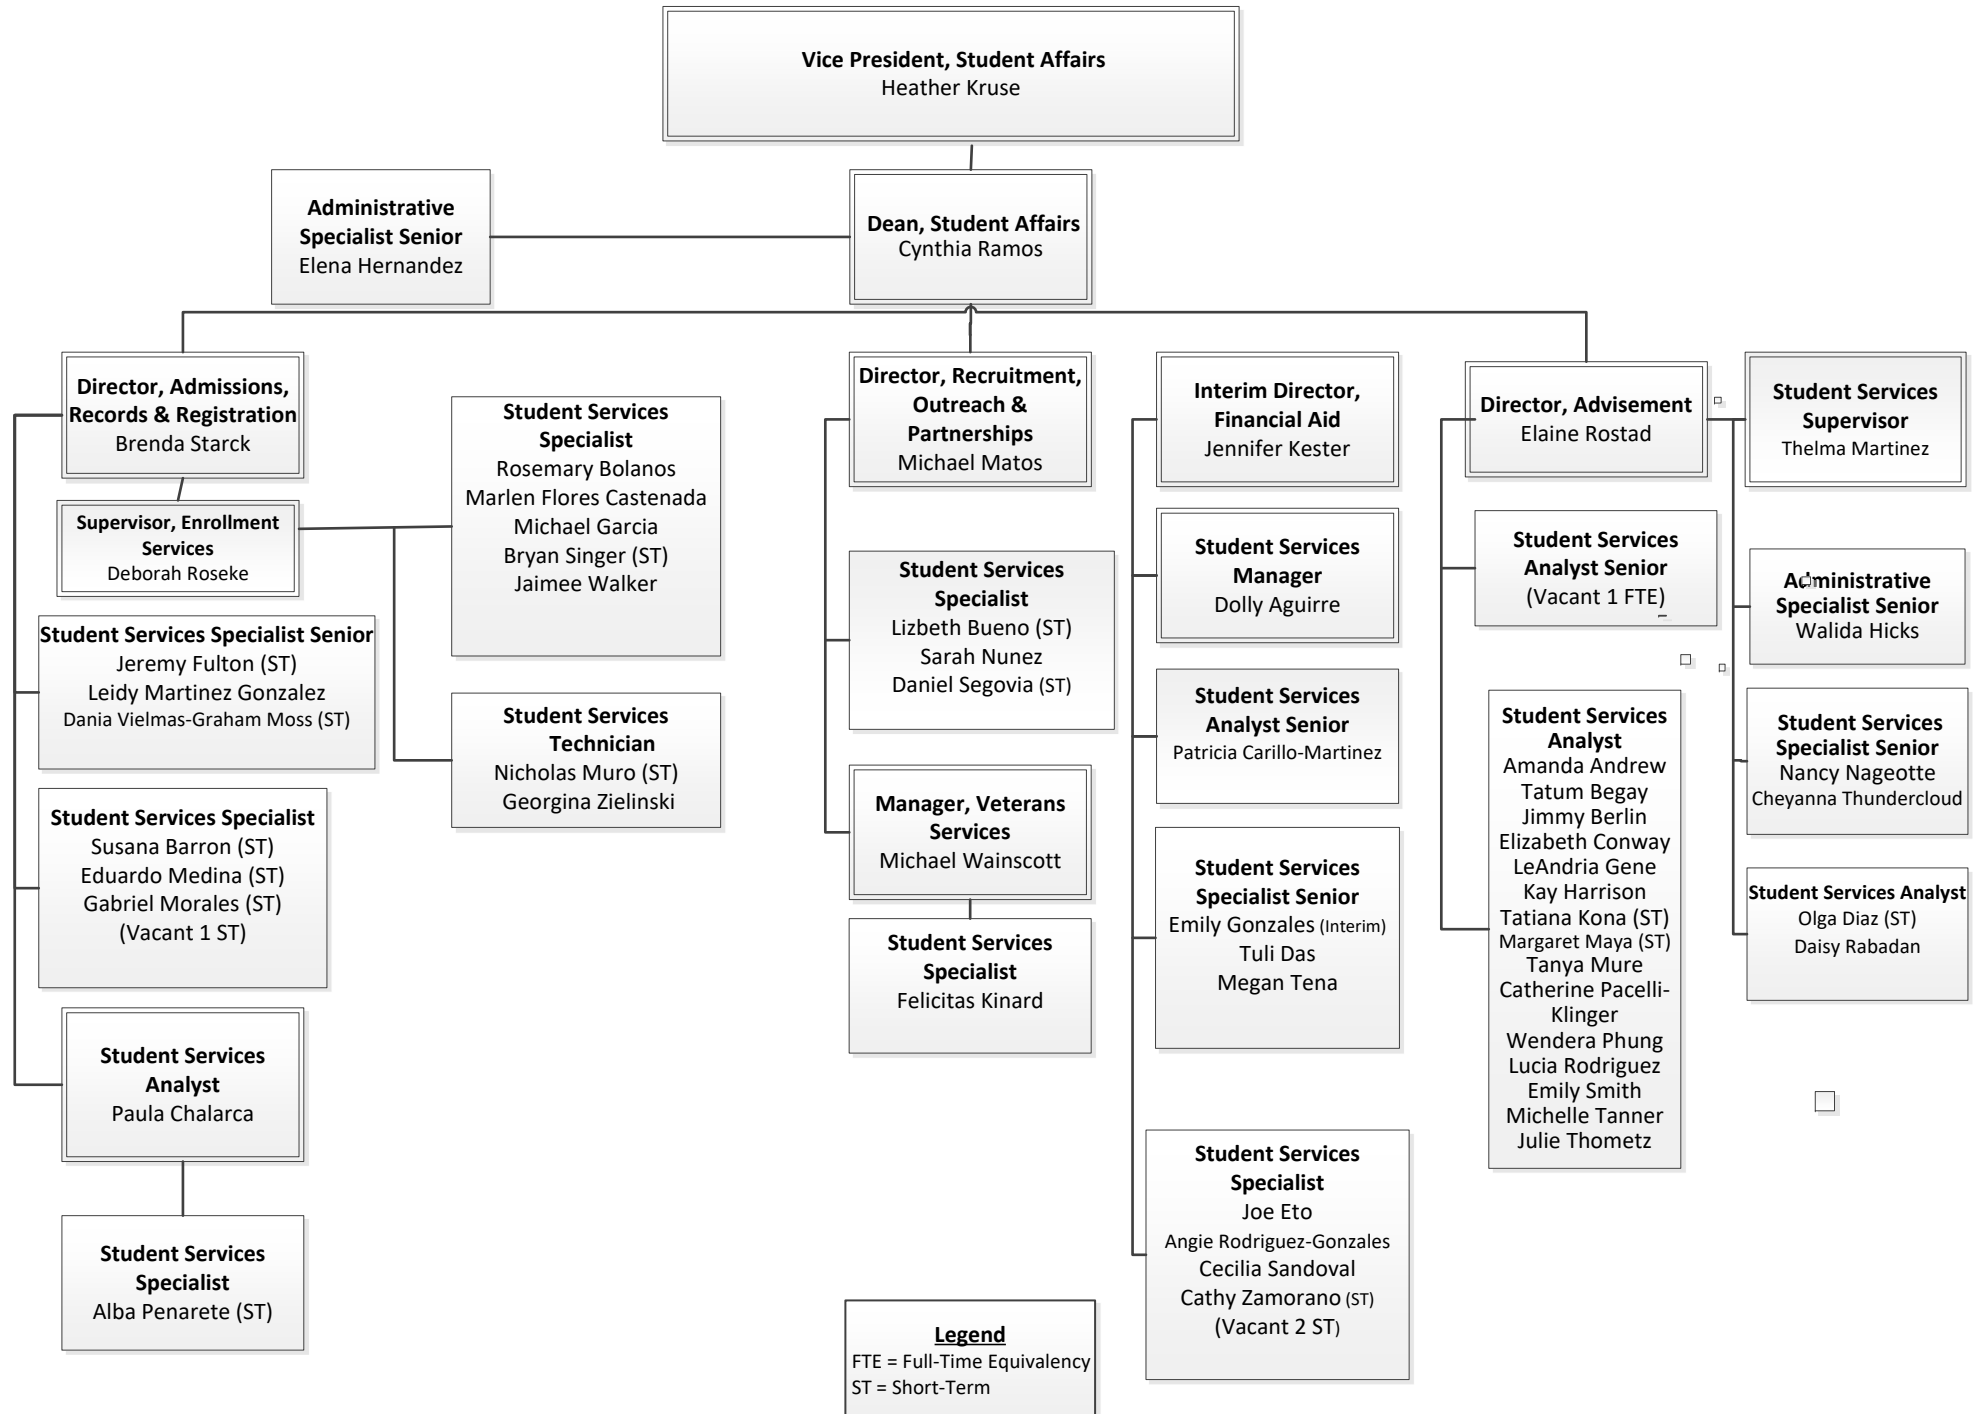 Vice President, Student Affairs
Heather Kruse
Administrative
Specialist Senior
Elena Hernandez
Dean, Student Affairs
Cynthia Ramos
Director, Admissions,
Records & Registration
Brenda Starck
Supervisor, Enrollment
Services
Deborah Roseke
Student Services Specialist Senior
Jeremy Fulton (ST)
Leidy Martinez Gonzalez
Dania Vielmas-Graham Moss (ST)
Student Services Specialist
Susana Barron (ST)
Eduardo Medina (ST)
Gabriel Morales (ST)
(Vacant 1 ST)
Student Services
Analyst
Paula Chalarca
Student Services
Specialist
Alba Penarete (ST)
Student Services
Specialist
Rosemary Bolanos
Marlen Flores Castenada
Michael Garcia
Bryan Singer (ST)
Jaimee Walker
Student Services
Technician
Nicholas Muro (ST)
Georgina Zielinski
Director, Recruitment,
Outreach &
Partnerships
Michael Matos
Student Services
Specialist
Lizbeth Bueno (ST)
Sarah Nunez
Daniel Segovia (ST)
Manager, Veterans
Services
Michael Wainscott
Student Services
Specialist
Felicitas Kinard
Interim Director,
Financial Aid
Jennifer Kester
Student Services
Manager
Dolly Aguirre
Student Services
Analyst Senior
Patricia Carillo-Martinez
Student Services
Specialist Senior
Emily Gonzales (Interim)
Tuli Das
Megan Tena
Student Services
Specialist
Joe Eto
Angie Rodriguez-Gonzales
Cecilia Sandoval
Cathy Zamorano (ST)
(Vacant 2 ST)
Director, Advisement
Elaine Rostad
Student Services
Analyst Senior
(Vacant 1 FTE)
Student Services
Analyst
Amanda Andrew
Tatum Begay
Jimmy Berlin
Elizabeth Conway
LeAndria Gene
Kay Harrison
Tatiana Kona (ST)
Margaret Maya (ST)
Tanya Mure
Catherine Pacelli-
Klinger
Wendera Phung
Lucia Rodriguez
Emily Smith
Michelle Tanner
Julie Thometz
Student Services
Supervisor
Thelma Martinez
Administrative
Specialist Senior
Walida Hicks
Student Services
Specialist Senior
Nancy Nageotte
Cheyanna Thundercloud
Student Services Analyst
Olga Diaz (ST)
Daisy Rabadan
Legend
FTE = Full-Time Equivalency
ST = Short-Term